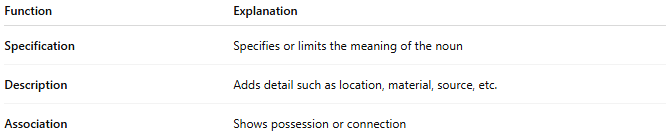 Function Explanation
Specification Specifies or limits the meaning of the noun
Description Adds detail such as location, material, source, etc.
Association Shows possession or connection